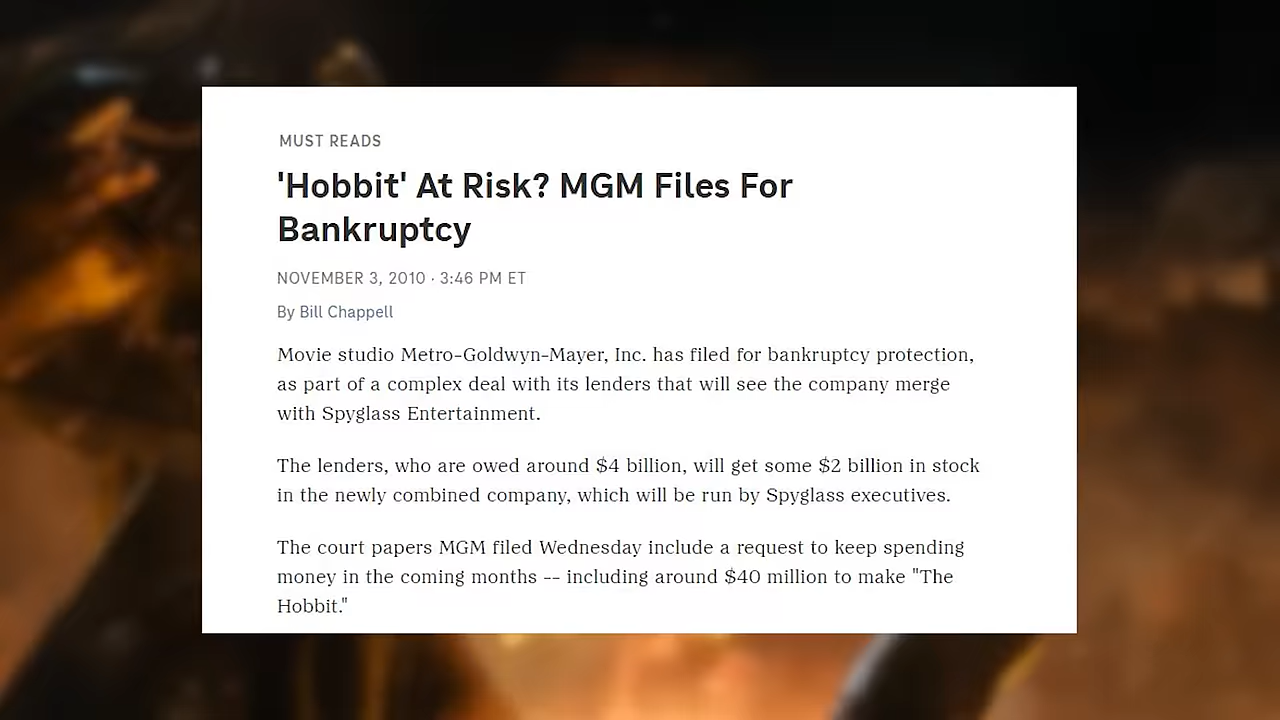 MUST READS
'Hobbit' At Risk? MGM Files For
Bankruptcy
NOVEMBER 3, 2010 · 3:46 PM ET
By Bill Chappell
Movie studio Metro-Goldwyn-Mayer, Inc. has filed for bankruptcy protection,
as part of a complex deal with its lenders that will see the company merge
with Spyglass Entertainment.
The lenders, who are owed around $4 billion, will get some $2 billion in stock
in the newly combined company, which will be run by Spyglass executives.
The court papers MGM filed Wednesday include a request to keep spending
money in the coming months -- including around $40 million to make "The
Hobbit."